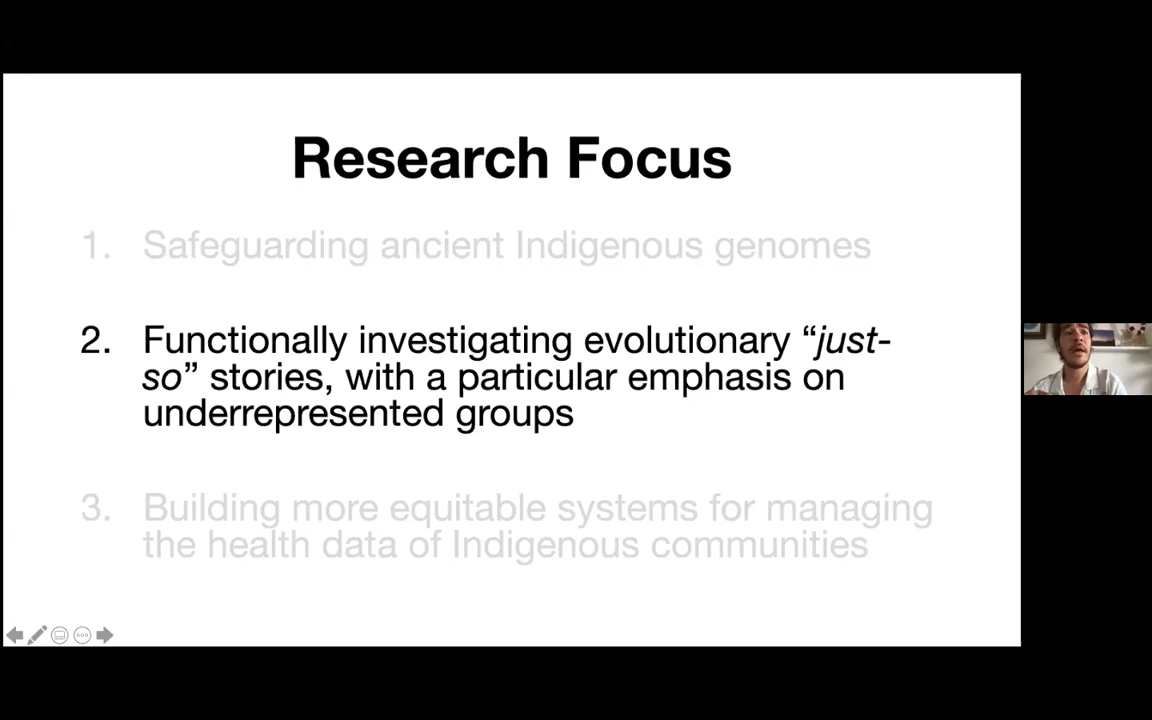 Research Focus
1. Safeguarding ancient Indigenous genomes
2. Functionally investigating evolutionary “just-
so” stories, with a particular emphasis on
underrepresented groups
3. Building more equitable systems for managing
the health data of Indigenous communities